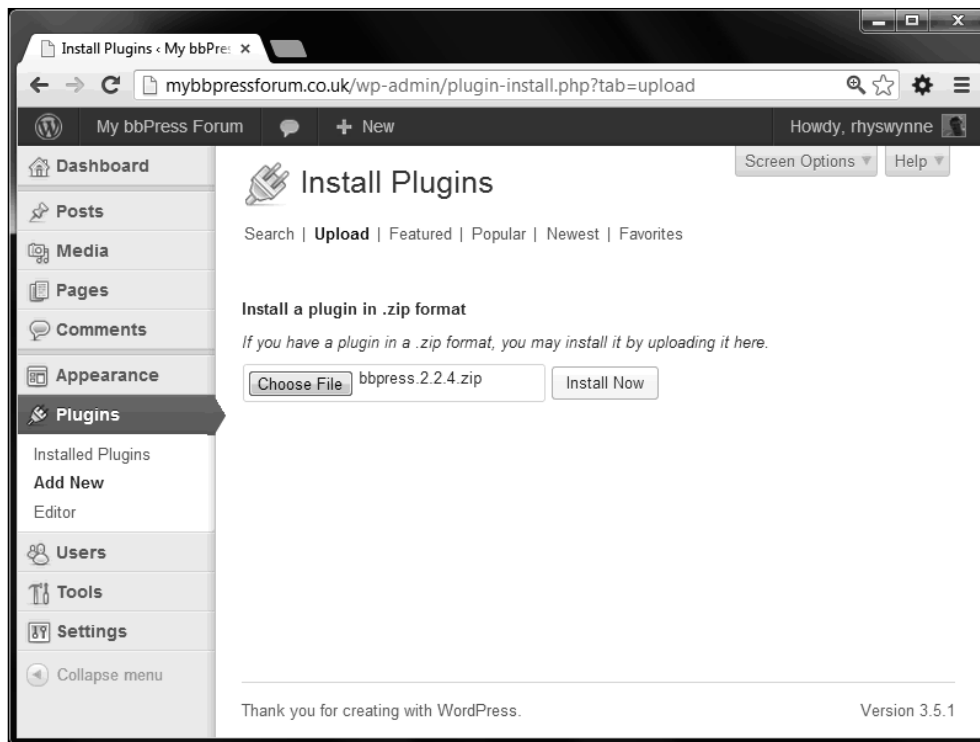 Install Plugins ‹ My bbPre
mybbpressforum.co.uk/wp-admin/plugin-install.php?tab=upload
My bbPress Forum
New
Howdy, rhyswynne
Dashboard
Posts
Media
Pages
Comments
Appearance
Plugins
Installed Plugins
Add New
Editor
Users
Tools
Settings
Collapse menu
Screen Options
Help
Install Plugins
Search | Upload | Featured | Popular | Newest | Favorites
Install a plugin in .zip format
If you have a plugin in a .zip format, you may install it by uploading it here.
Choose File bbpress.2.2.4.zip Install Now
Thank you for creating with WordPress.
Version 3.5.1